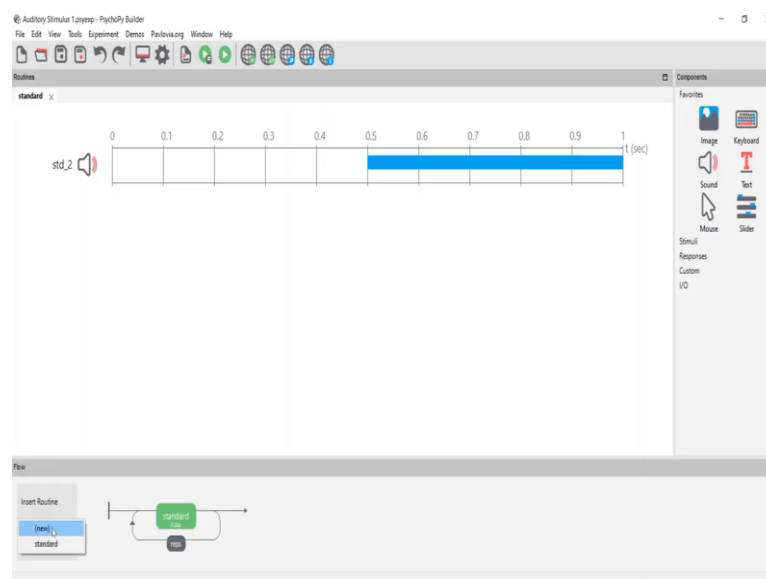 Auditory Stimulus 1.psyexp - PsychoPy Builder
File Edit View Tools Experiment Demos Pavlovia.org Window Help
Routines
Components
standard
Favorites
0 0.1 0.2 0.3 0.4 0.5 0.6 0.7 0.8 0.9 1
t (sec)
std_2
Image Keyboard
Sound Text
Mouse Slider
Stimuli
Responses
Custom
I/O
Flow
Insert Routine
(new)
standard
standard
reps